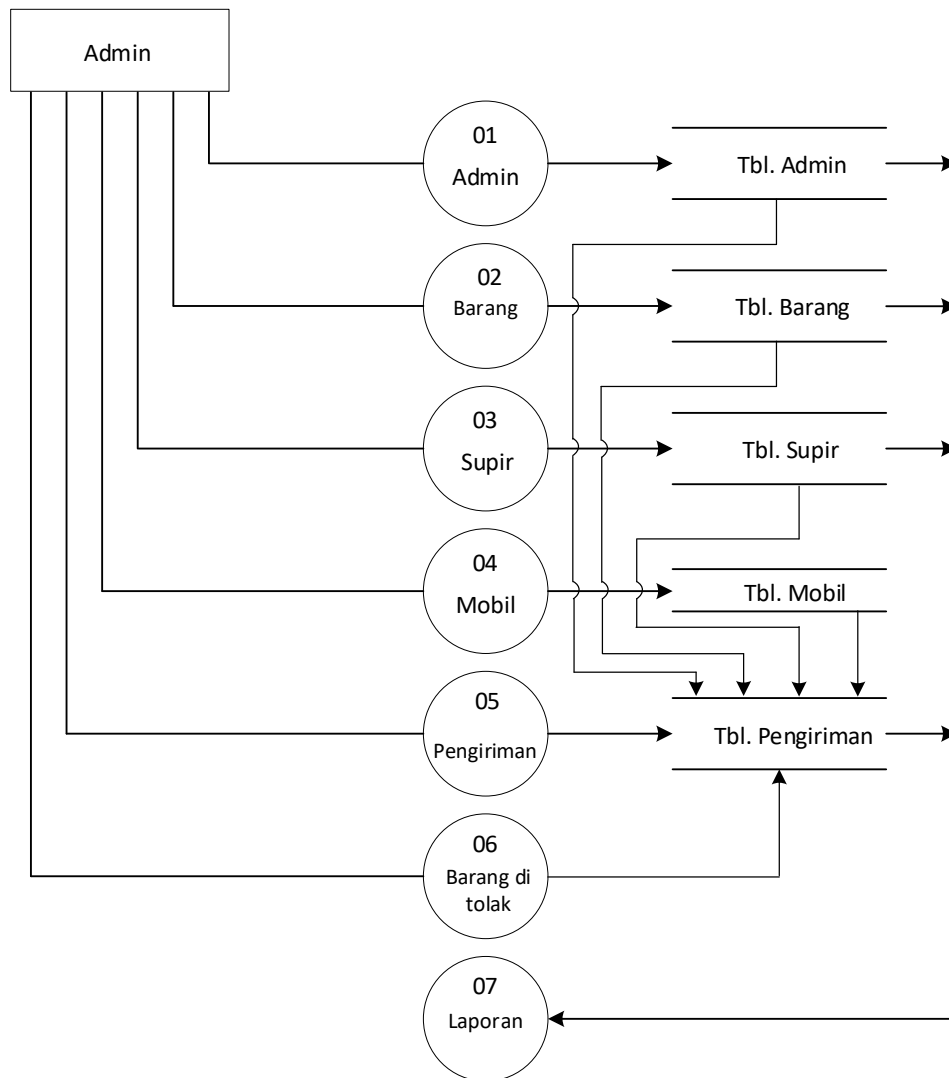 Admin
01
Admin
Tbl. Admin
02
Barang
Tbl. Barang
03
Supir
Tbl. Supir
04
Mobil
Tbl. Mobil
05
Pengiriman
Tbl. Pengiriman
06
Barang di
tolak
07
Laporan